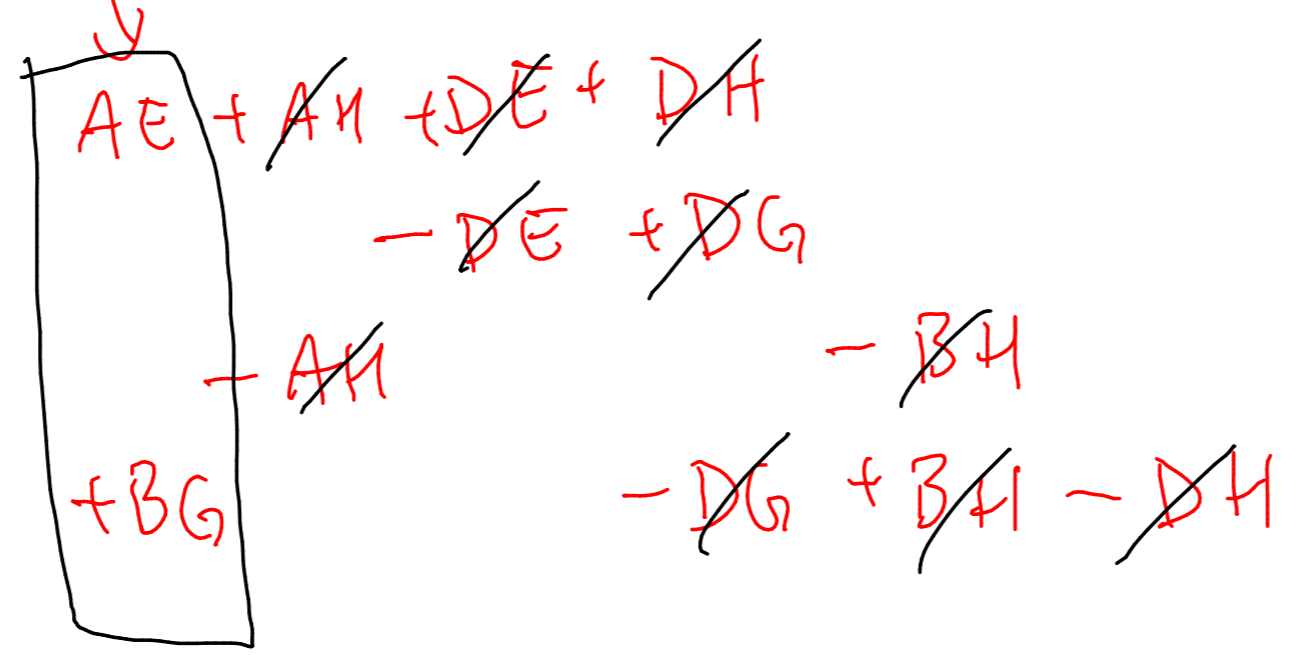 AE + AH + DE + DH
- DE + DG
- AH - BH
+ BG - DG + BH - DH